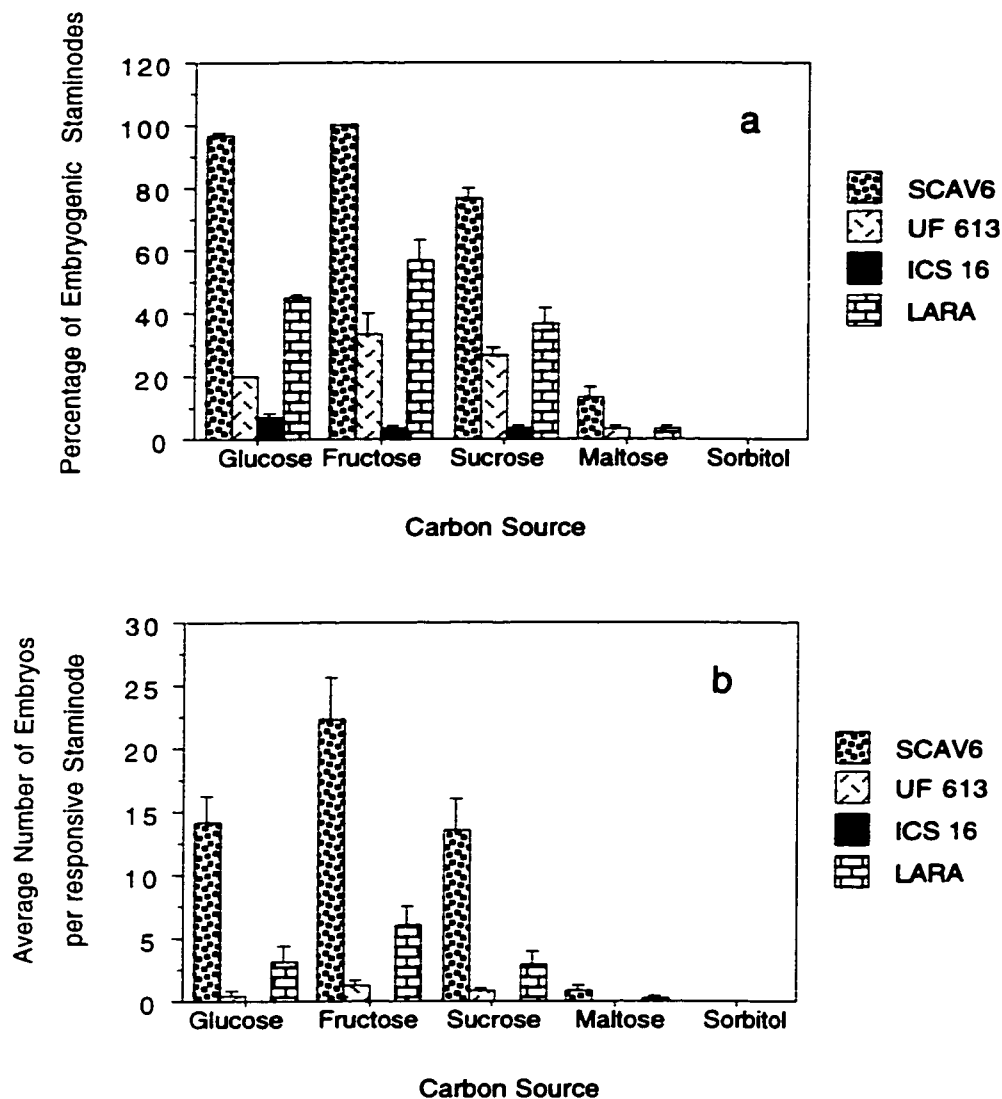 Percentage of Embryogenic Staminodes
120
100
80
60
40
20
0
a
Glucose Fructose Sucrose Maltose Sorbitol
Carbon Source
SCAV6
UF 613
ICS 16
LARA
Average Number of Embryos
per responsive Staminode
30
25
20
15
10
5
0
b
Glucose Fructose Sucrose Maltose Sorbitol
Carbon Source
SCAV6
UF 613
ICS 16
LARA